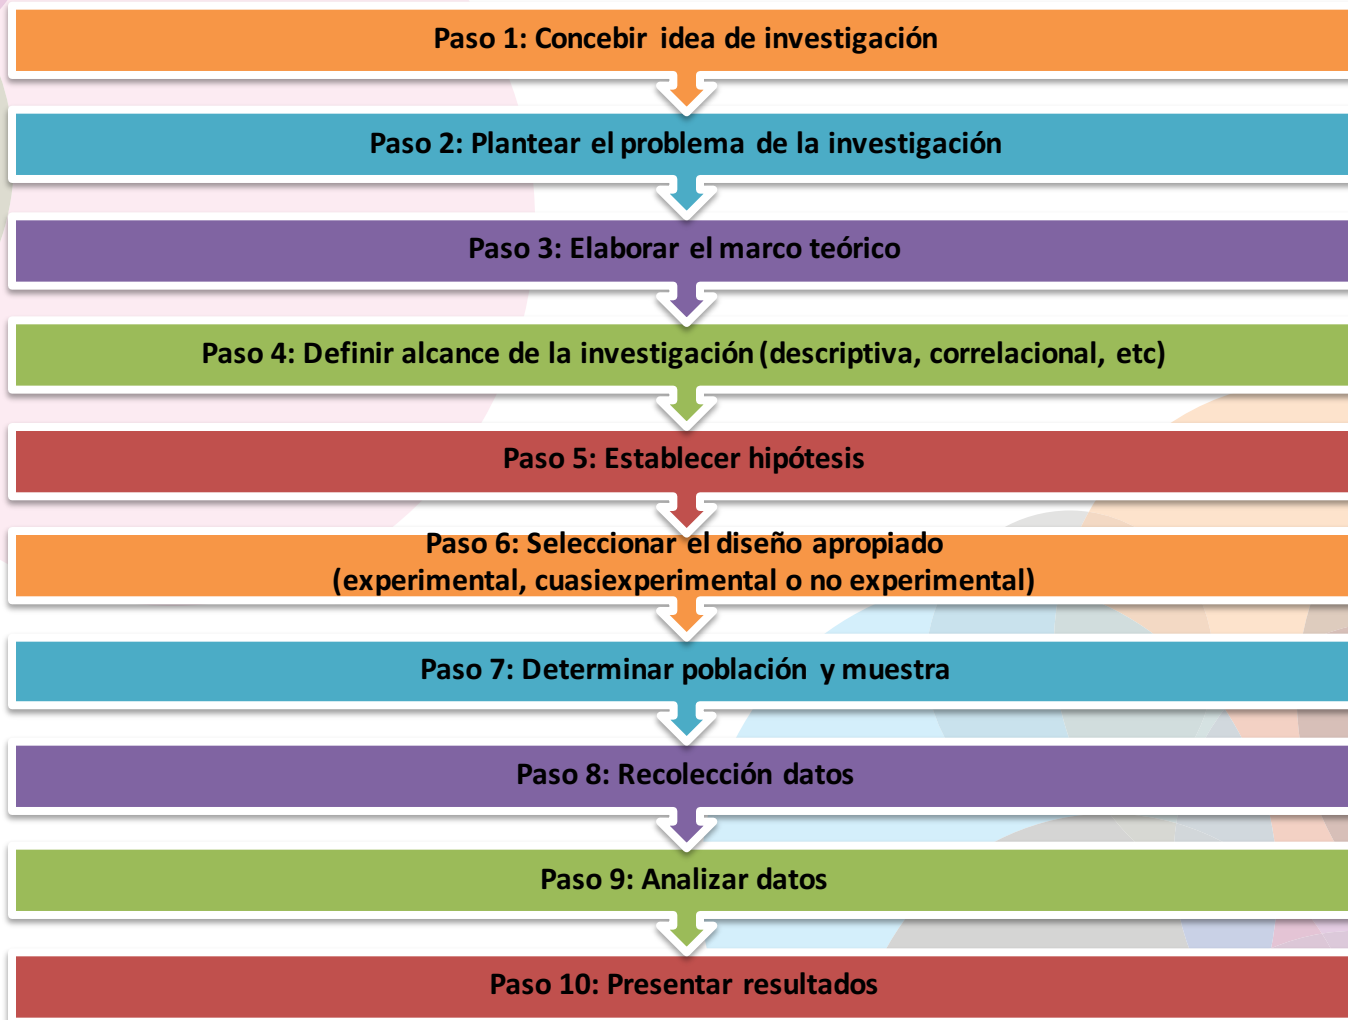 Paso 1: Concebir idea de investigación
Paso 2: Plantear el problema de la investigación
Paso 3: Elaborar el marco teórico
Paso 4: Definir alcance de la investigación (descriptiva, correlacional, etc)
Paso 5: Establecer hipótesis
Paso 6: Seleccionar el diseño apropiado
(experimental, cuasiexperimental o no experimental)
Paso 7: Determinar población y muestra
Paso 8: Recolección datos
Paso 9: Analizar datos
Paso 10: Presentar resultados